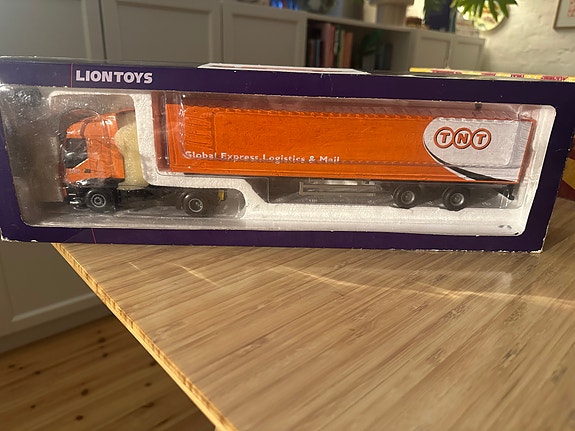 LIONTOYS
TNT
Global Express, Logistics & Mail